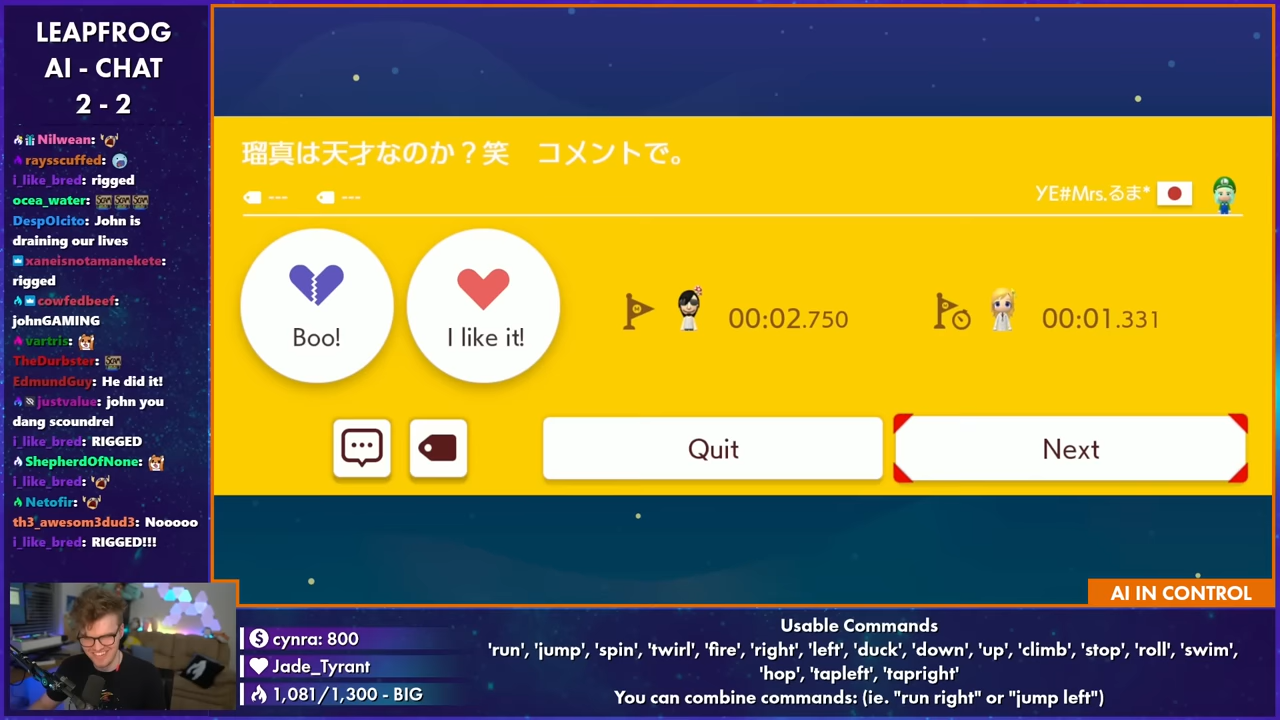 LEAPFROG
AI - CHAT
2 - 2
Nilwean:
raysscuffed:
i_like_bred: rigged
ocea_water:
DespOIcito: John is
draining our lives
xaneisnotamanekete:
rigged
cowfedbeef:
johnGAMING
vartris:
TheDurbster:
EdmundGuy: He did it!
justvalue: john you
dang scoundrel
i_like_bred: RIGGED
ShepherdOfNone:
i_like_bred:
Netofir:
th3_awesom3dud3: Nooooo
i_like_bred: RIGGED!!!
瑠真は天才なのか？笑　コメントで。
--- ---
YE#Mrs.るま*
Boo!
I like it!
00:02.750
00:01.331
Quit
Next
AI IN CONTROL
cynra: 800
Jade_Tyrant
1,081/1,300 - BIG
Usable Commands
'run', 'jump', 'spin', 'twirl', 'fire', 'right', 'left', 'duck', 'down', 'up', 'climb', 'stop', 'roll', 'swim',
'hop', 'tapleft', 'tapright'
You can combine commands: (ie. "run right" or "jump left")